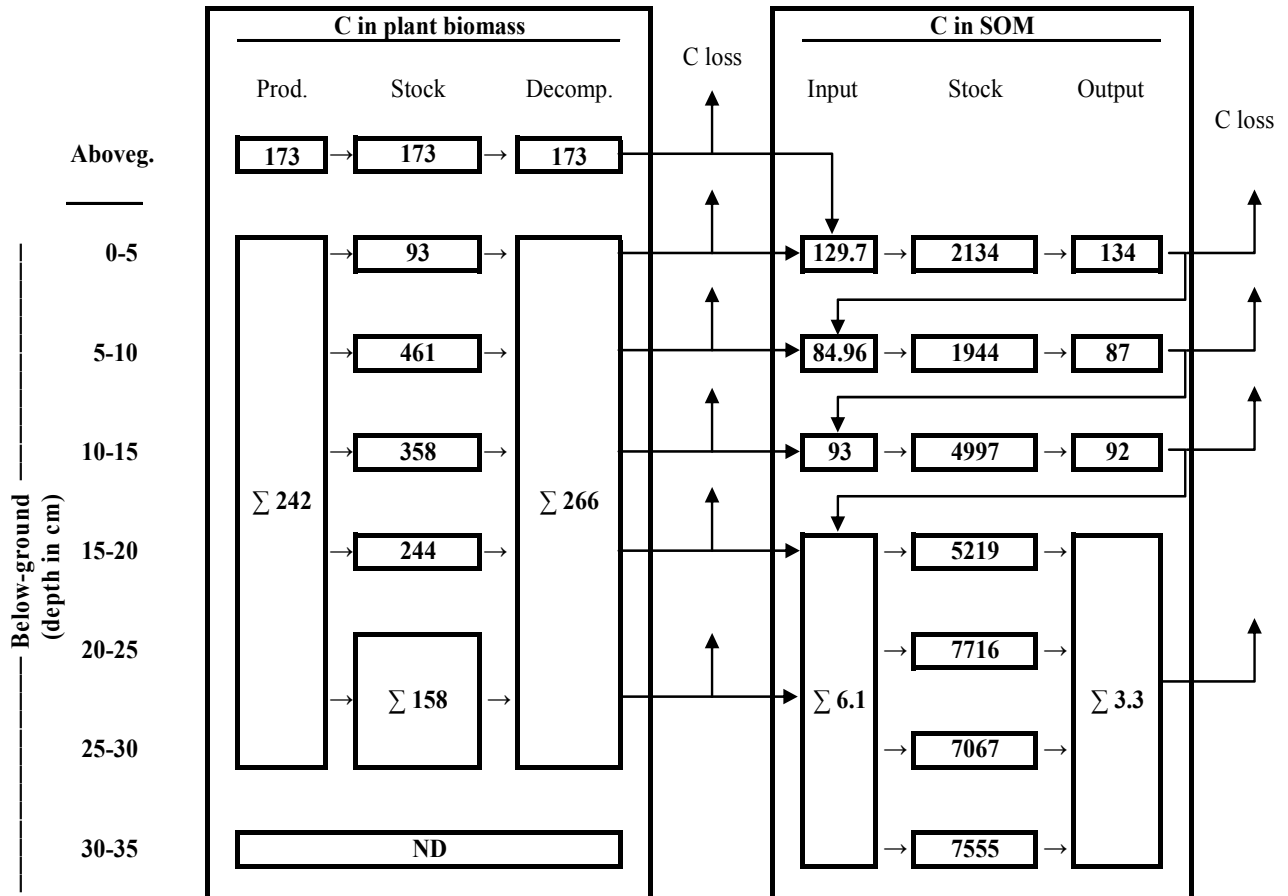 C in plant biomass C in SOM
C loss
Prod. Stock Decomp. Input Stock Output
C loss
Aboveg. 173 → 173 → 173
0-5 → 93 → 129.7 → 2134 → 134
5-10 → 461 → 84.96 → 1944 → 87
10-15 → 358 → 93 → 4997 → 92
∑ 242 ∑ 266
15-20 → 244 → → 5219 →
20-25 → 7716 →
→ ∑ 158 → ∑ 6.1 ∑ 3.3
25-30 → 7067 →
30-35 ND → 7555 →
Below-ground
(depth in cm)